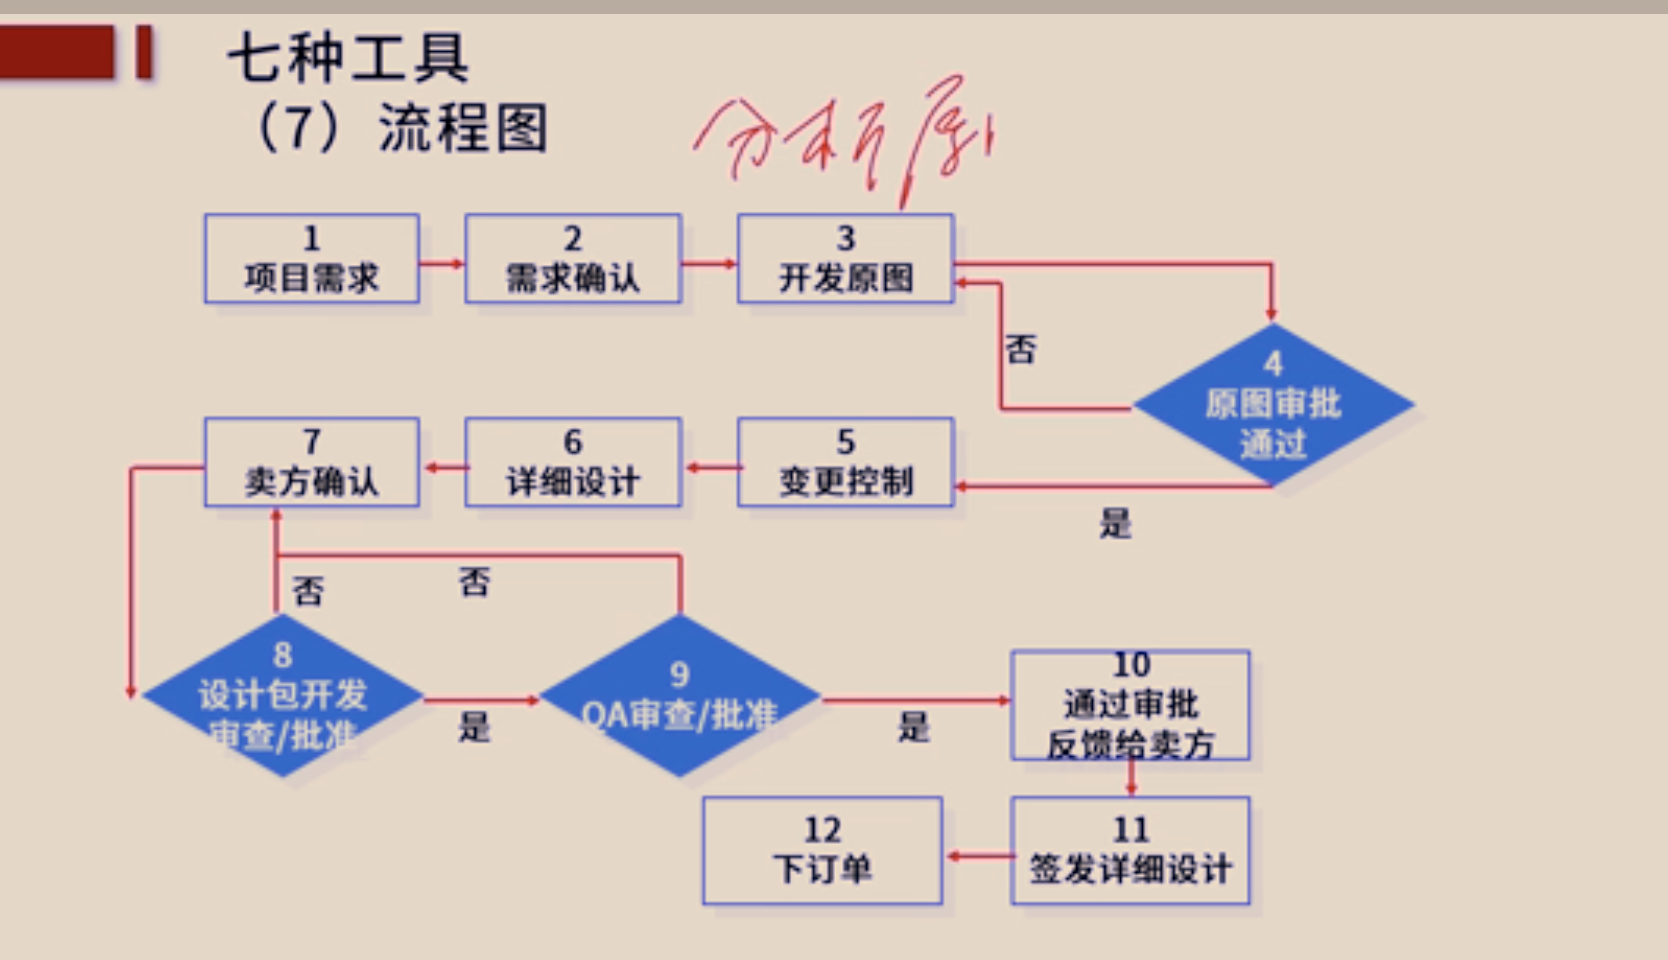 七种工具
（7）流程图
分析原
1
项目需求
2
需求确认
3
开发原图
否
4
原图审批
通过
7
卖方确认
6
详细设计
5
变更控制
是
否
否
8
设计包开发
审查/批准
是
9
QA审查/批准
是
10
通过审批
反馈给卖方
12
下订单
11
签发详细设计